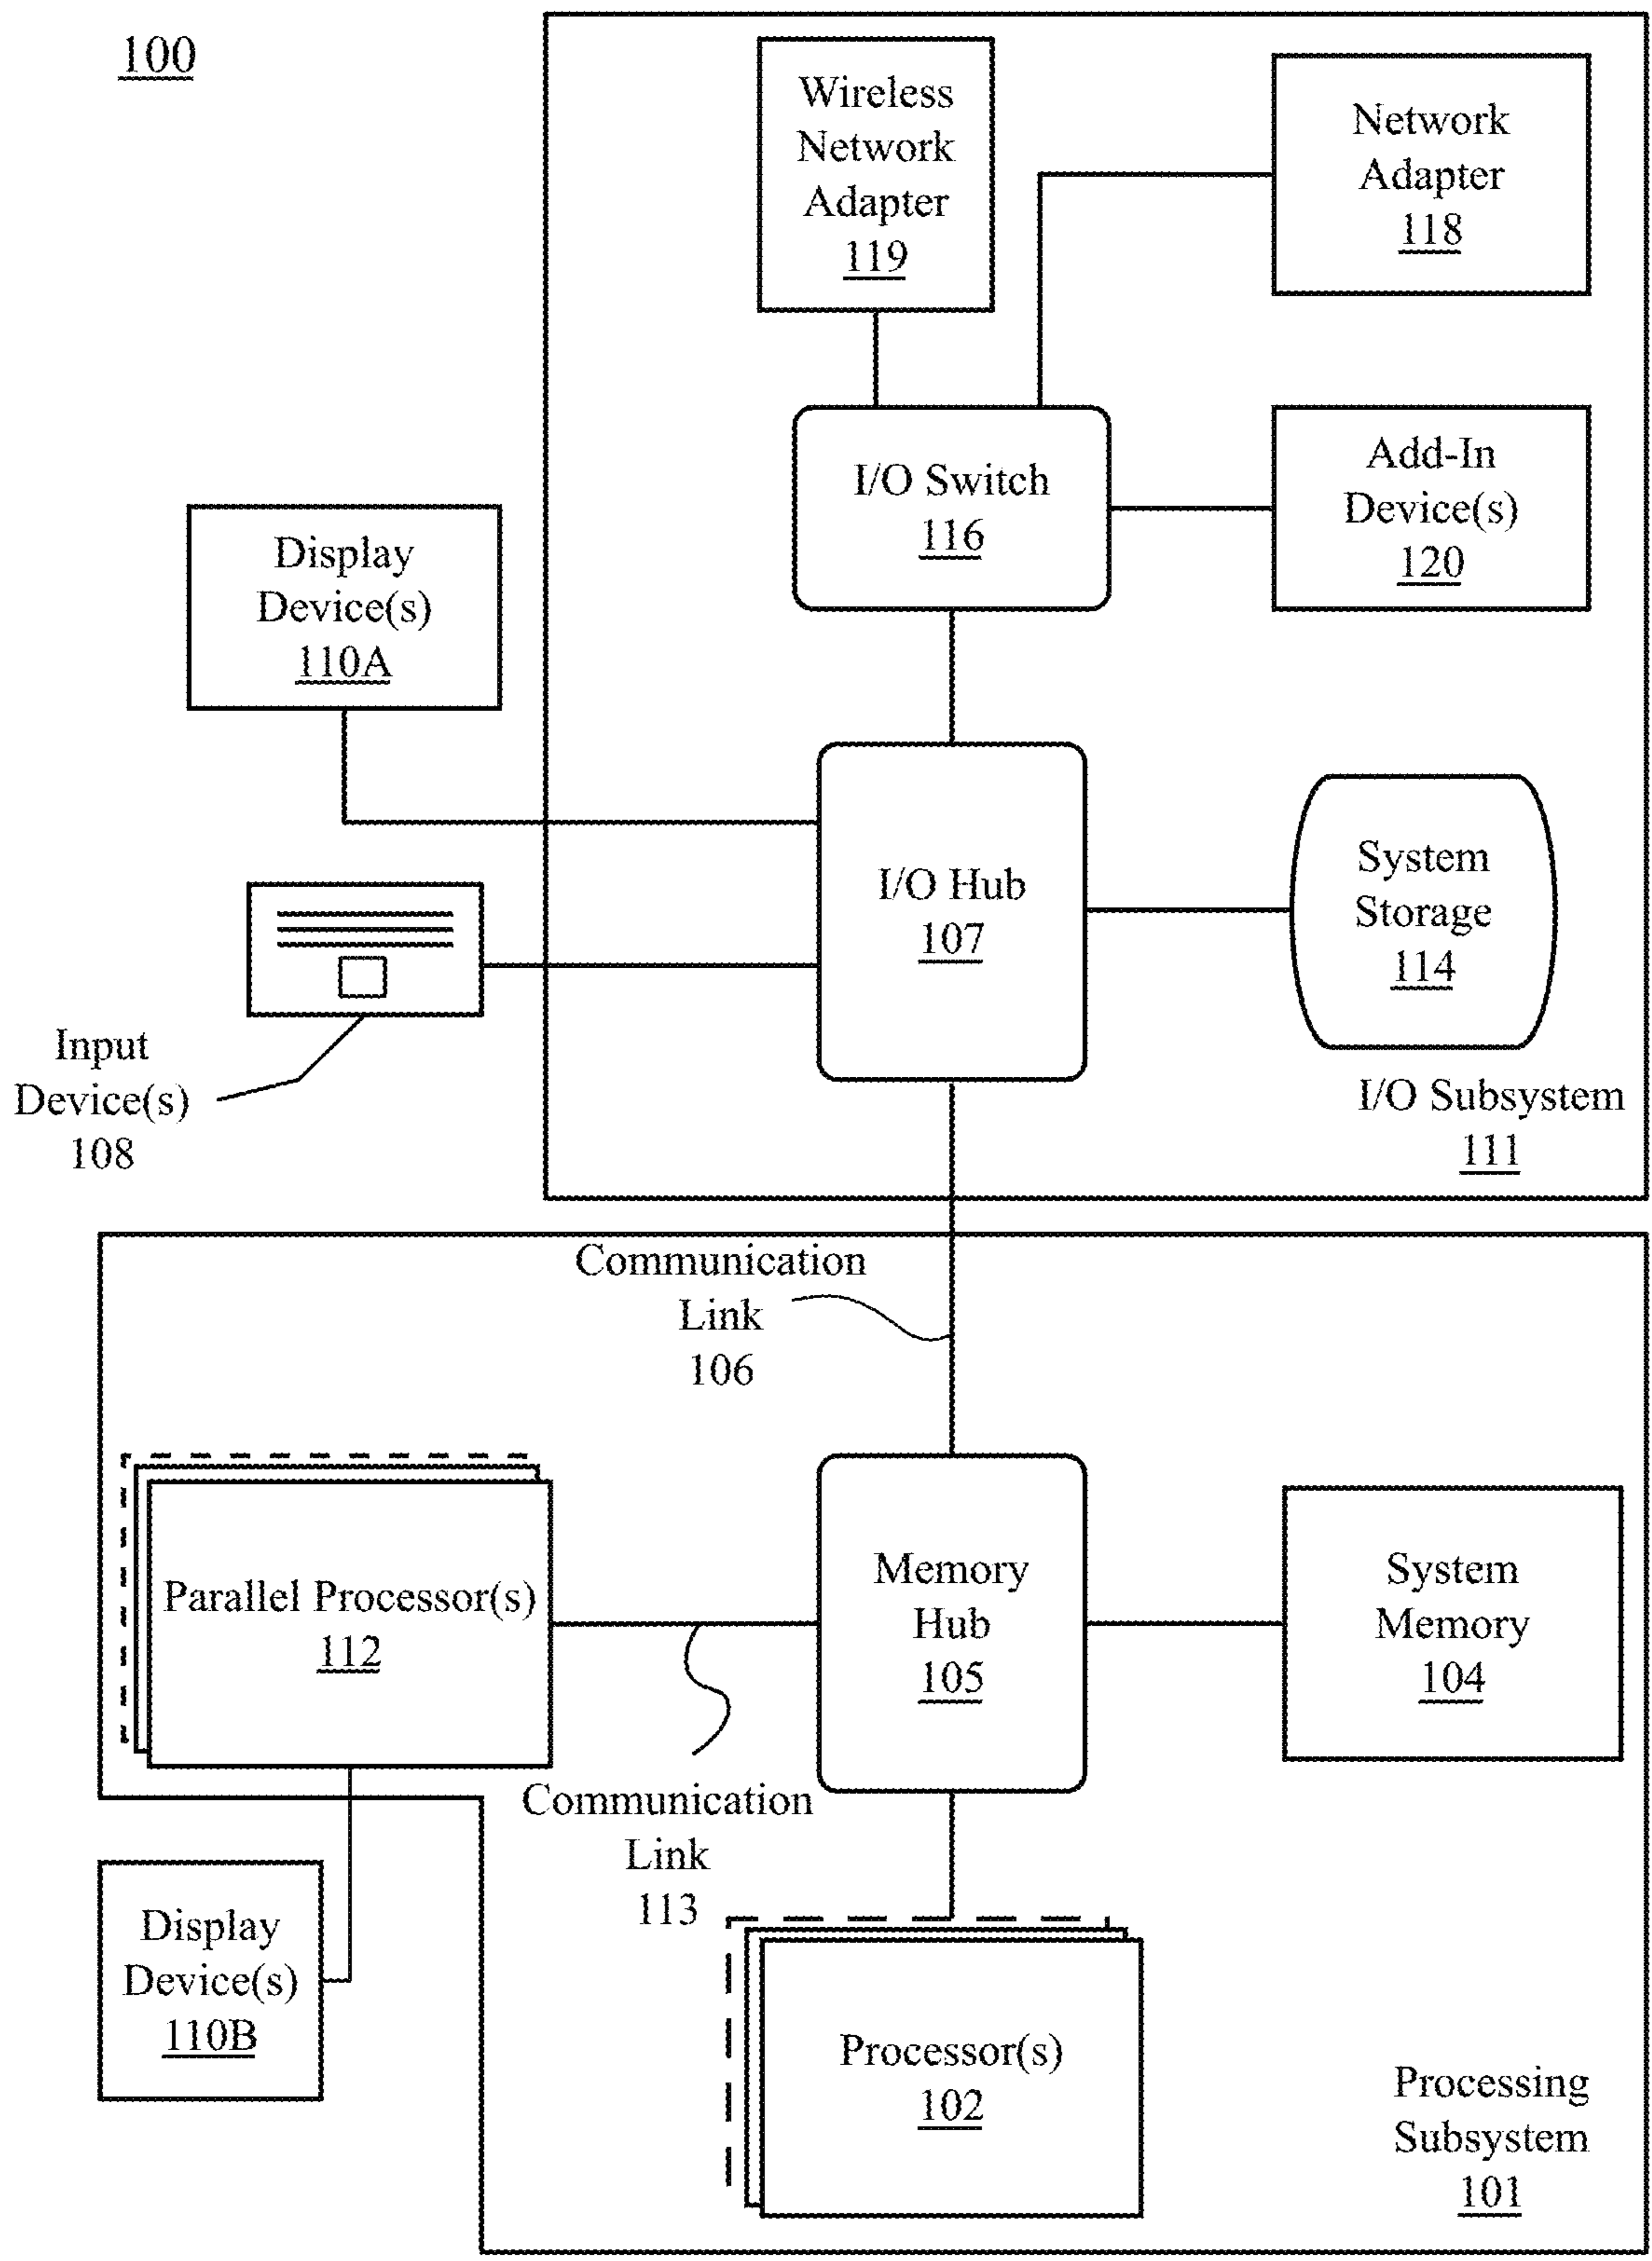 100
Wireless
Network
Adapter
119
Network
Adapter
118
I/O Switch
116
Add-In
Device(s)
120
Display
Device(s)
110A
I/O Hub
107
System
Storage
114
Input
Device(s)
108
I/O Subsystem
111
Communication
Link
106
Parallel Processor(s)
112
Memory
Hub
105
System
Memory
104
Communication
Link
113
Display
Device(s)
110B
Processor(s)
102
Processing
Subsystem
101